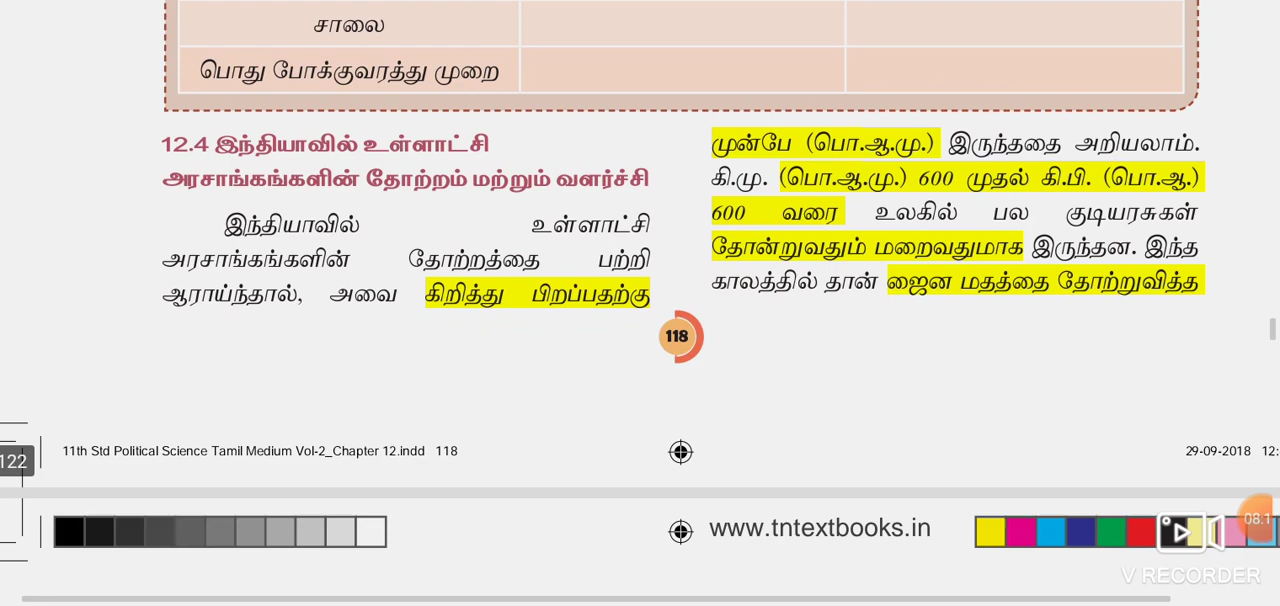 சாலை
பொது போக்குவரத்து முறை
12.4 இந்தியாவில் உள்ளாட்சி
அரசாங்கங்களின் தோற்றம் மற்றும் வளர்ச்சி
இந்தியாவில் உள்ளாட்சி
அரசாங்கங்களின் தோற்றத்தை பற்றி
ஆராய்ந்தால், அவை கிறித்து பிறப்பதற்கு
முன்பே (பொ.ஆ.மு.) இருந்ததை அறியலாம்.
கி.மு. (பொ.ஆ.மு.) 600 முதல் கி.பி. (பொ.ஆ.)
600 வரை உலகில் பல குடியரசுகள்
தோன்றுவதும் மறைவதுமாக இருந்தன. இந்த
காலத்தில் தான் ஜைன மதத்தை தோற்றுவித்த
118
11th Std Political Science Tamil Medium Vol-2_Chapter 12.indd 118
29-09-2018 12:
122
www.tntextbooks.in
08:1
V RECORDER